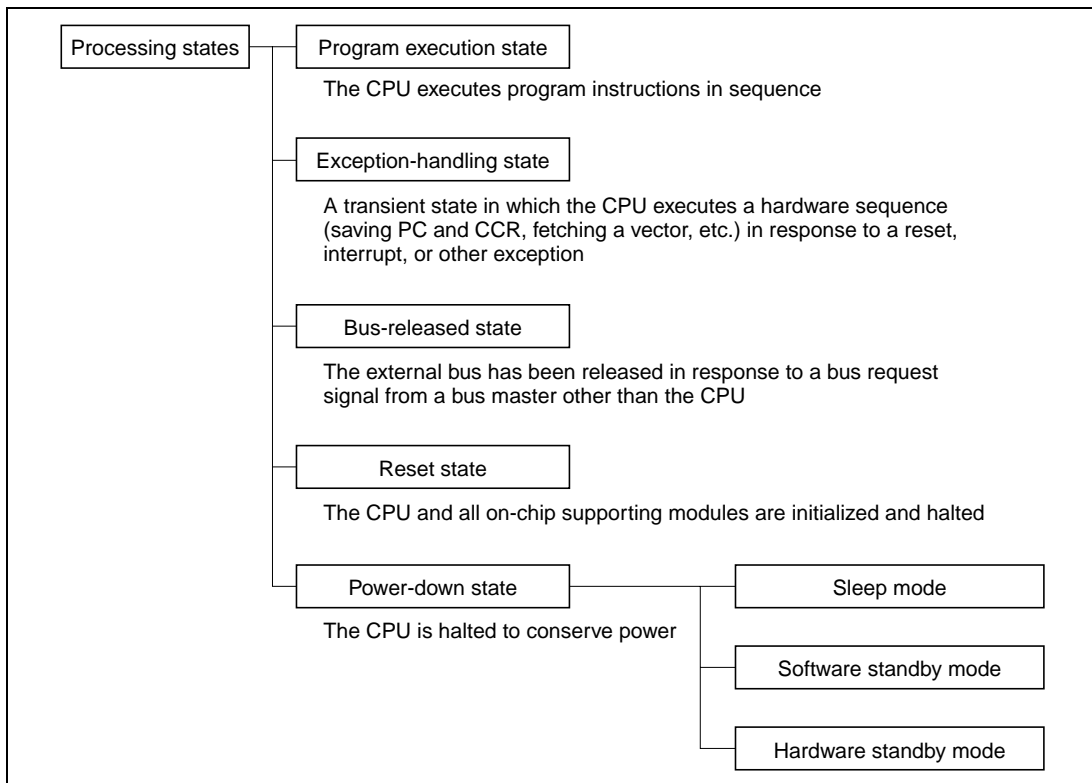 Processing states
Program execution state
The CPU executes program instructions in sequence
Exception-handling state
A transient state in which the CPU executes a hardware sequence
(saving PC and CCR, fetching a vector, etc.) in response to a reset,
interrupt, or other exception
Bus-released state
The external bus has been released in response to a bus request
signal from a bus master other than the CPU
Reset state
The CPU and all on-chip supporting modules are initialized and halted
Power-down state
The CPU is halted to conserve power
Sleep mode
Software standby mode
Hardware standby mode